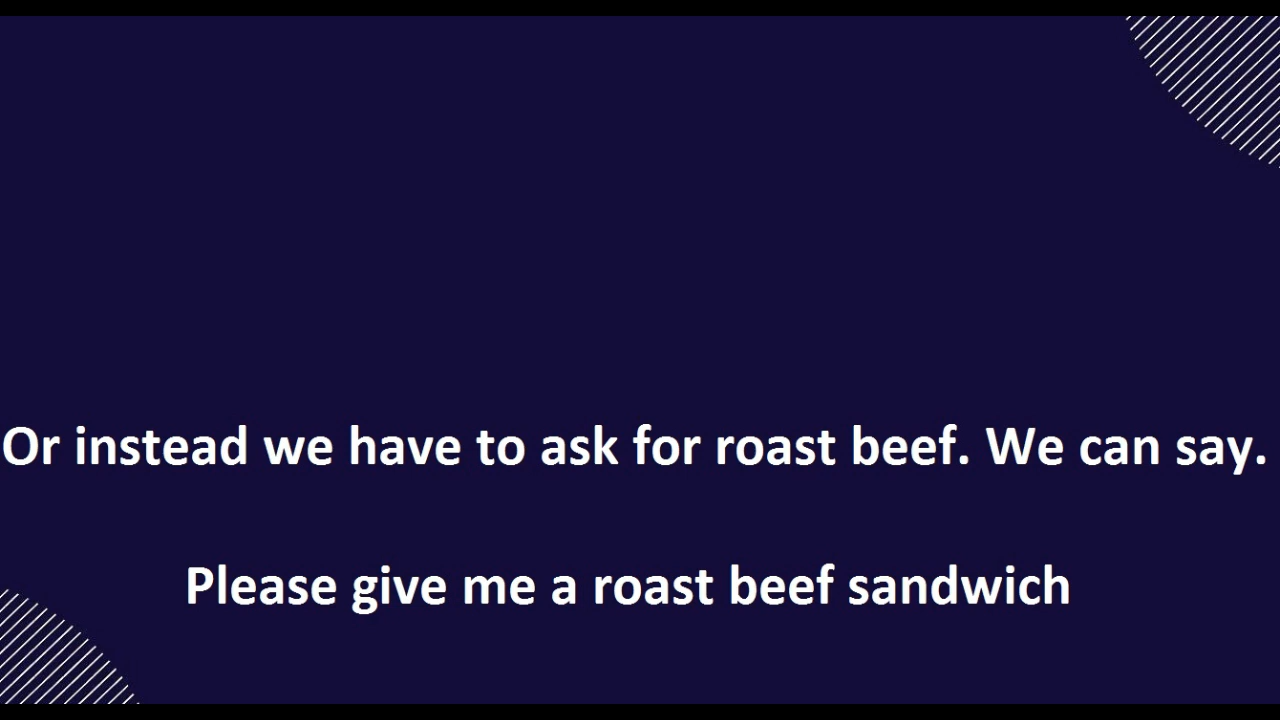 Or instead we have to ask for roast beef. We can say.
Please give me a roast beef sandwich